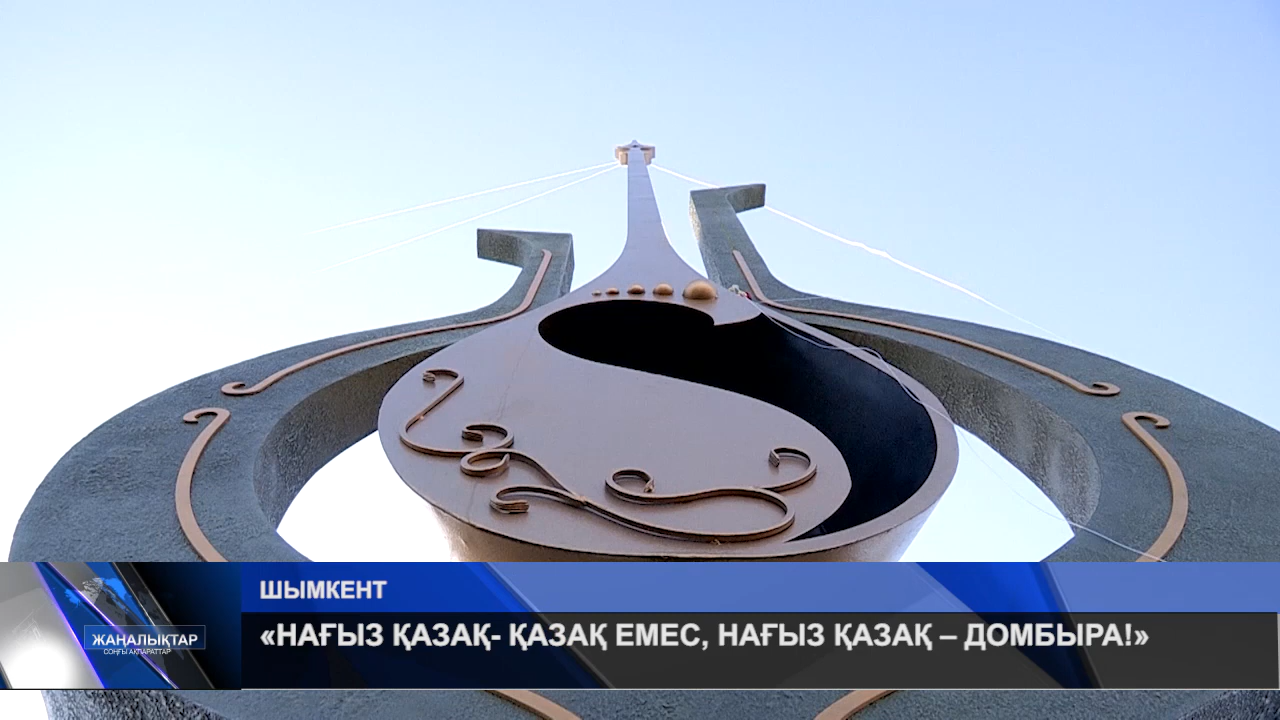 ШЫМКЕНТ
ЖАҢАЛЫҚТАР
СОҢҒЫ АҚПАРАТТАР
«НАҒЫЗ ҚАЗАҚ- ҚАЗАҚ ЕМЕС, НАҒЫЗ ҚАЗАҚ – ДОМБЫРА!»